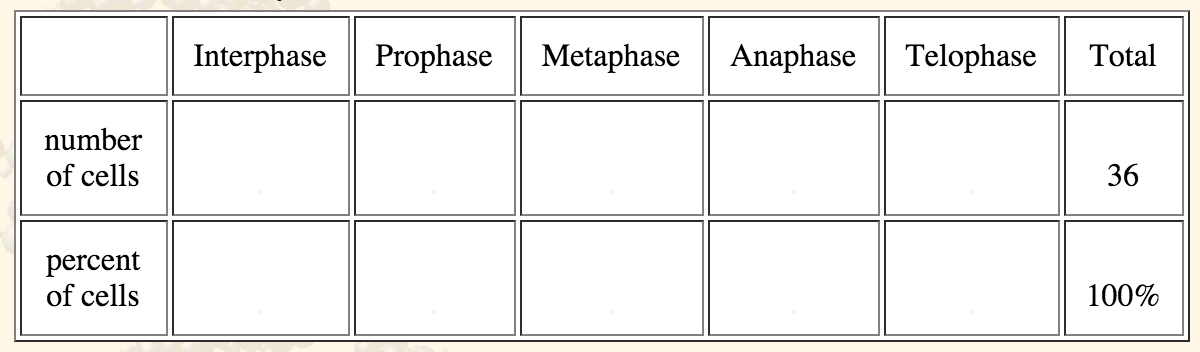 Interphase Prophase Metaphase Anaphase Telophase Total
number
of cells 36
percent
of cells 100%